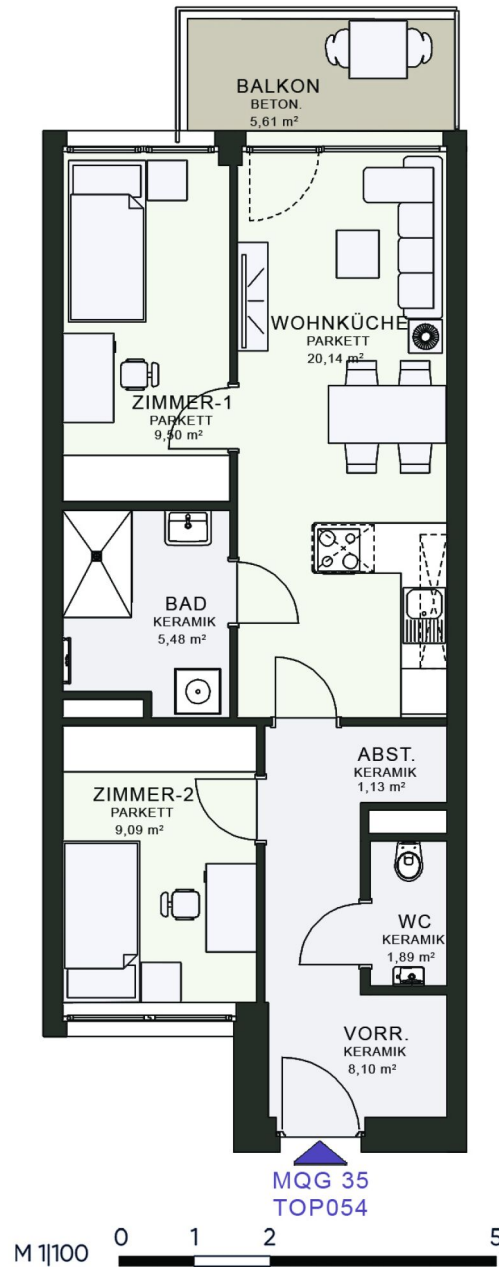 BALKON
BETON.
5,61 m²
WOHNKÜCHE
PARKETT
20,14 m²
ZIMMER-1
PARKETT
9,50 m²
BAD
KERAMIK
5,48 m²
ABST.
KERAMIK
1,13 m²
ZIMMER-2
PARKETT
9,09 m²
WC
KERAMIK
1,89 m²
VORR.
KERAMIK
8,10 m²
MQG 35
TOP054
M 1|100 0 1 2 5